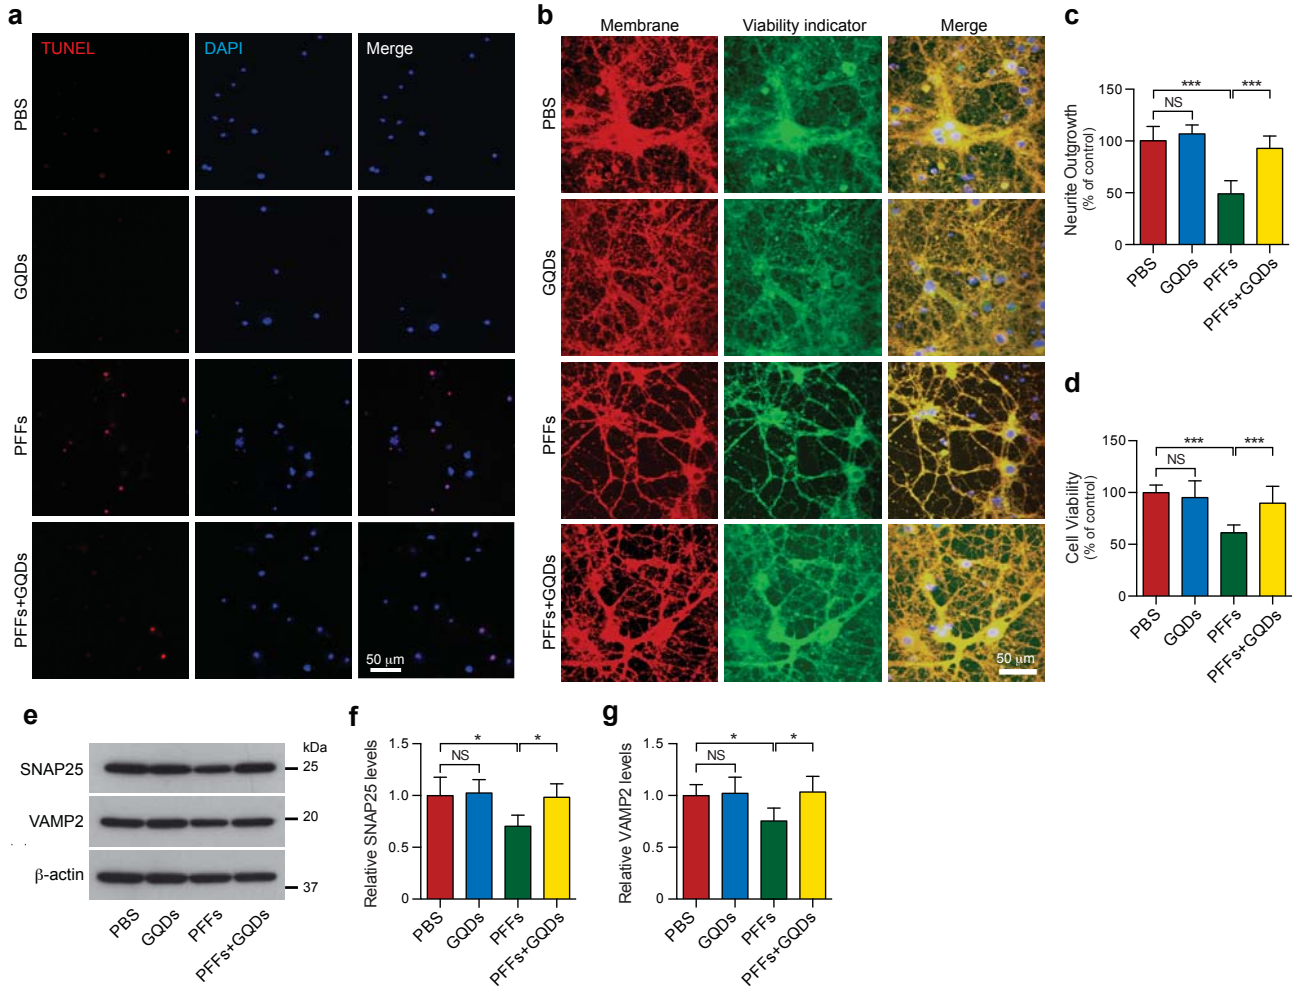 a
TUNEL DAPI Merge
PBS
GQDs
PFFs
PFFs+GQDs
50 μm
b
Membrane Viability indicator Merge
PBS
GQDs
PFFs
PFFs+GQDs
50 μm
c
Neurite Outgrowth
(% of control)
150
100
50
0
*** ***
NS
PBS GQDs PFFs PFFs+GQDs
d
Cell Viability
(% of control)
150
100
50
0
*** ***
NS
PBS GQDs PFFs PFFs+GQDs
e
kDa
SNAP25 25
VAMP2 20
β-actin 37
PBS GQDs PFFs PFFs+GQDs
f
Relative SNAP25 levels
1.5
1.0
0.5
0
* *
NS
PBS GQDs PFFs PFFs+GQDs
g
Relative VAMP2 levels
1.5
1.0
0.5
0
* *
NS
PBS GQDs PFFs PFFs+GQDs